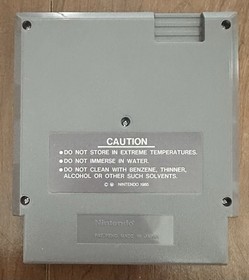 CAUTION
•DO NOT STORE IN EXTREME TEMPERATURES.
•DO NOT IMMERSE IN WATER.
•DO NOT CLEAN WITH BENZENE, THINNER,
ALCOHOL OR OTHER SUCH SOLVENTS.
© ® NINTENDO 1985
Nintendo